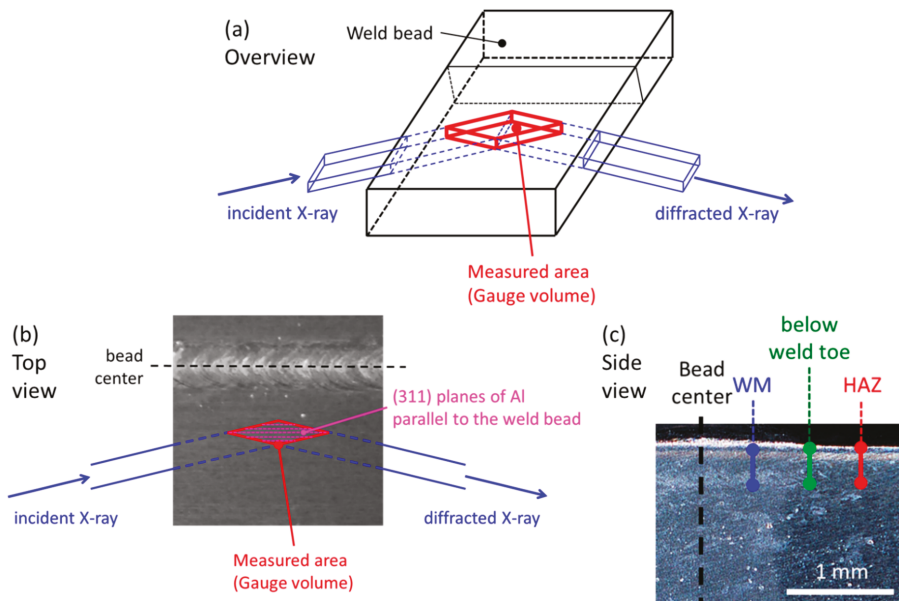 (a)
Overview
Weld bead
incident X-ray
diffracted X-ray
Measured area
(Gauge volume)
(b)
Top
view
bead
center
(311) planes of Al
parallel to the weld bead
incident X-ray
diffracted X-ray
Measured area
(Gauge volume)
(c)
Side
view
Bead
center
WM
below
weld toe
HAZ
1 mm